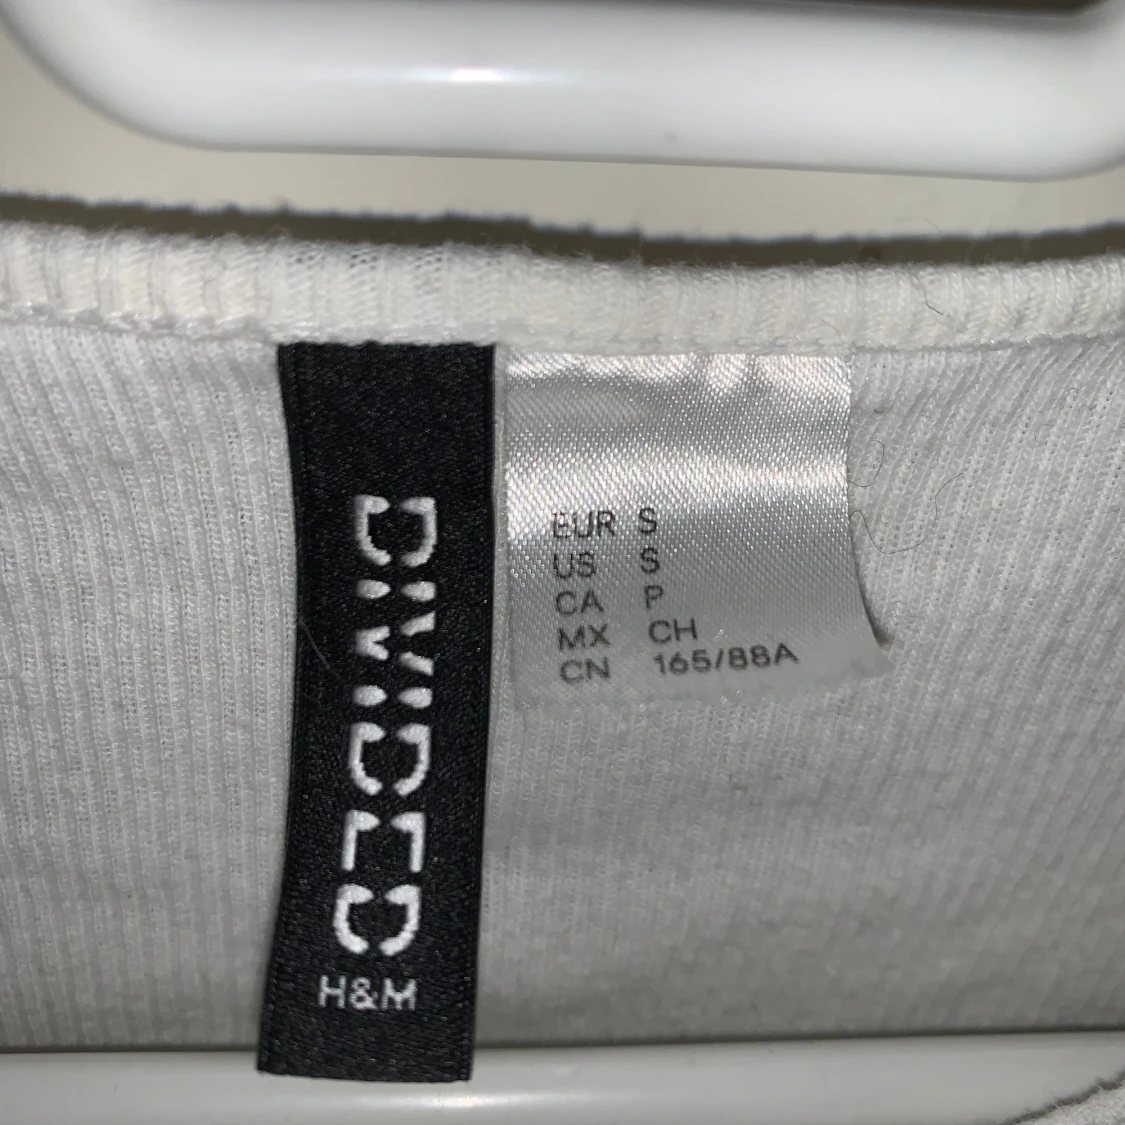 DIVIDED
H&M
EUR S
US S
CA P
MX CH
CN 165/88A